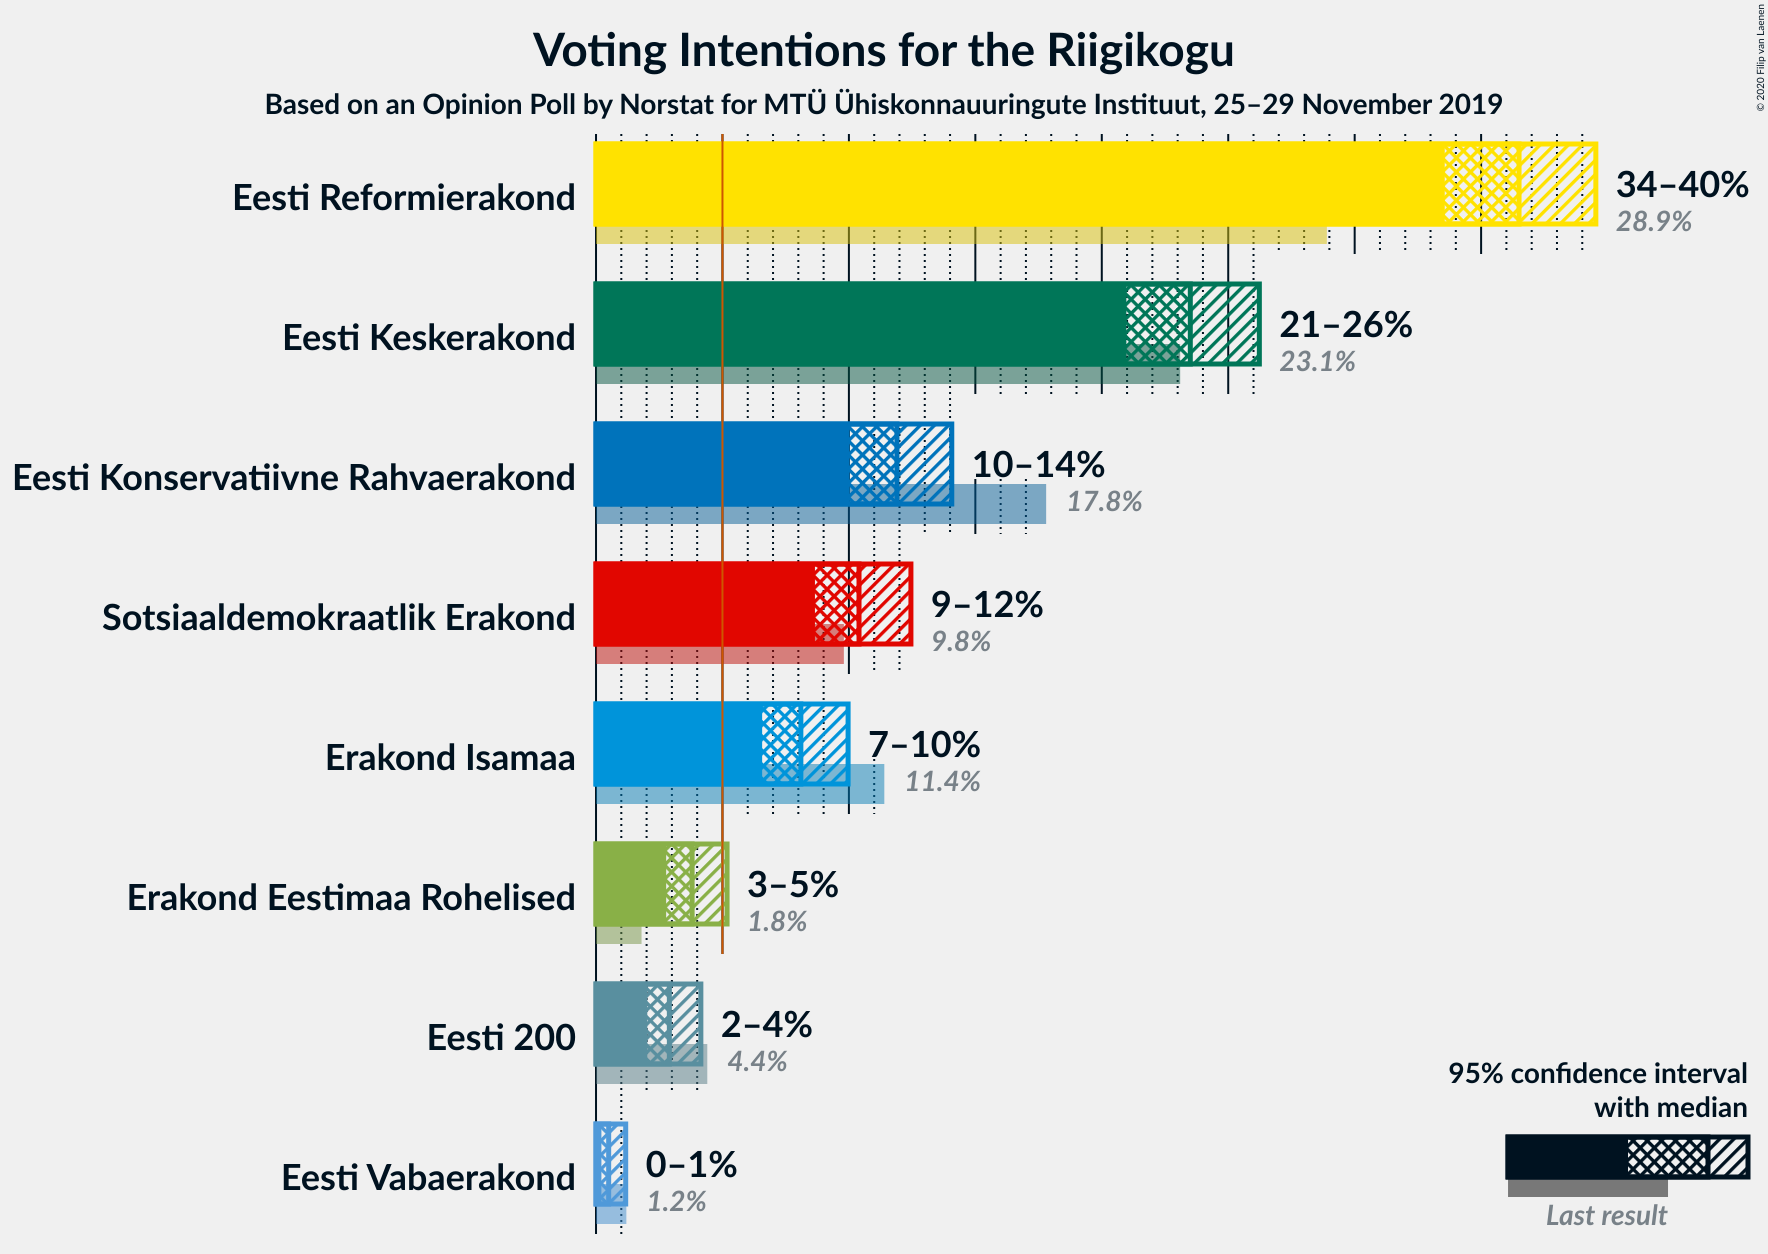 Voting Intentions for the Riigikogu
Based on an Opinion Poll by Norstat for MTÜ Ühiskonnauuringute Instituut, 25–29 November 2019
© 2020 Filip van Laenen
Eesti Reformierakond
34–40%
28.9%
Eesti Keskerakond
21–26%
23.1%
Eesti Konservatiivne Rahvaerakond
10–14%
17.8%
Sotsiaaldemokraatlik Erakond
9–12%
9.8%
Erakond Isamaa
7–10%
11.4%
Erakond Eestimaa Rohelised
3–5%
1.8%
Eesti 200
2–4%
4.4%
Eesti Vabaerakond
0–1%
1.2%
95% confidence interval
with median
Last result